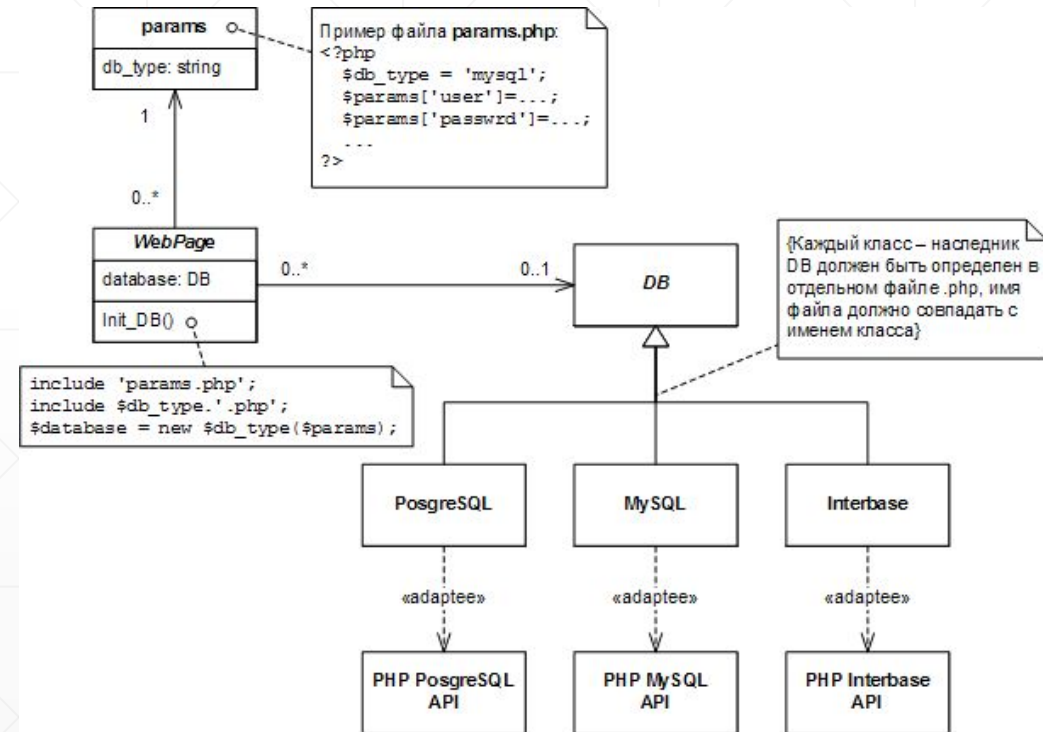 params
db_type: string
Пример файла params.php:
<?php
$db_type = 'mysql';
$params['user']=...;
$params['passwrd']=...;
...
?>
1
0..*
WebPage
database: DB
Init_DB()
0..*
0..1
DB
{Каждый класс – наследник
DB должен быть определен в
отдельном файле .php, имя
файла должно совпадать с
именем класса}
include 'params.php';
include $db_type.'.php';
$database = new $db_type($params);
PosgreSQL
MySQL
Interbase
«adaptee»
«adaptee»
«adaptee»
PHP PosgreSQL
API
PHP MySQL
API
PHP Interbase
API